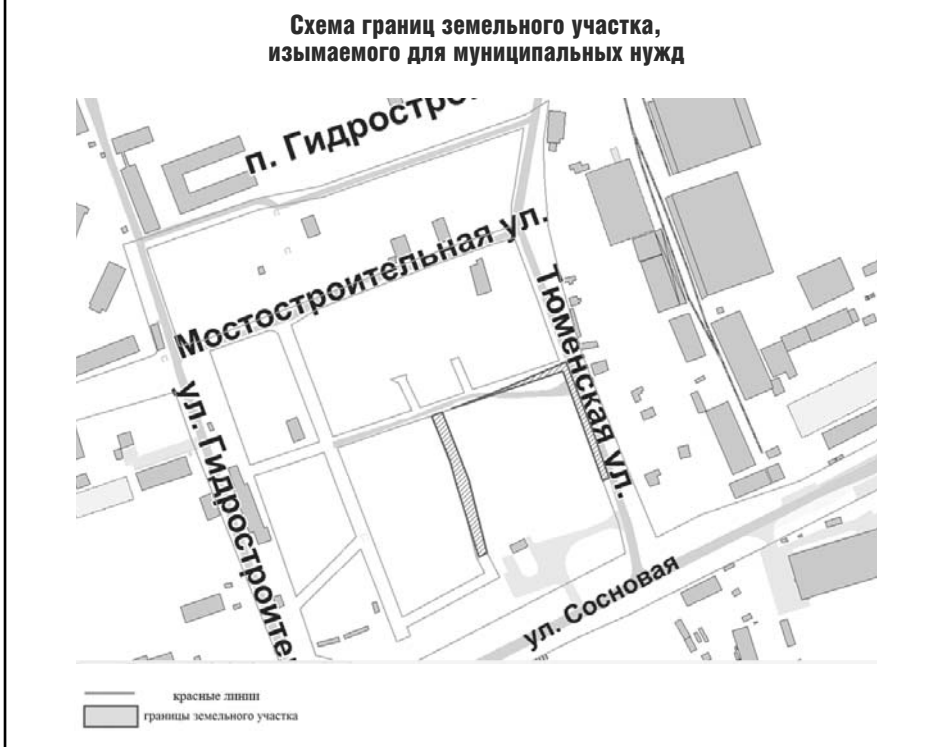 Схема границ земельного участка,
изымаемого для муниципальных нужд
п. Гидростро
Мостостроительная ул.
Тюменская ул.
ул. Гидростроите
ул. Сосновая
красные линии
границы земельного участка